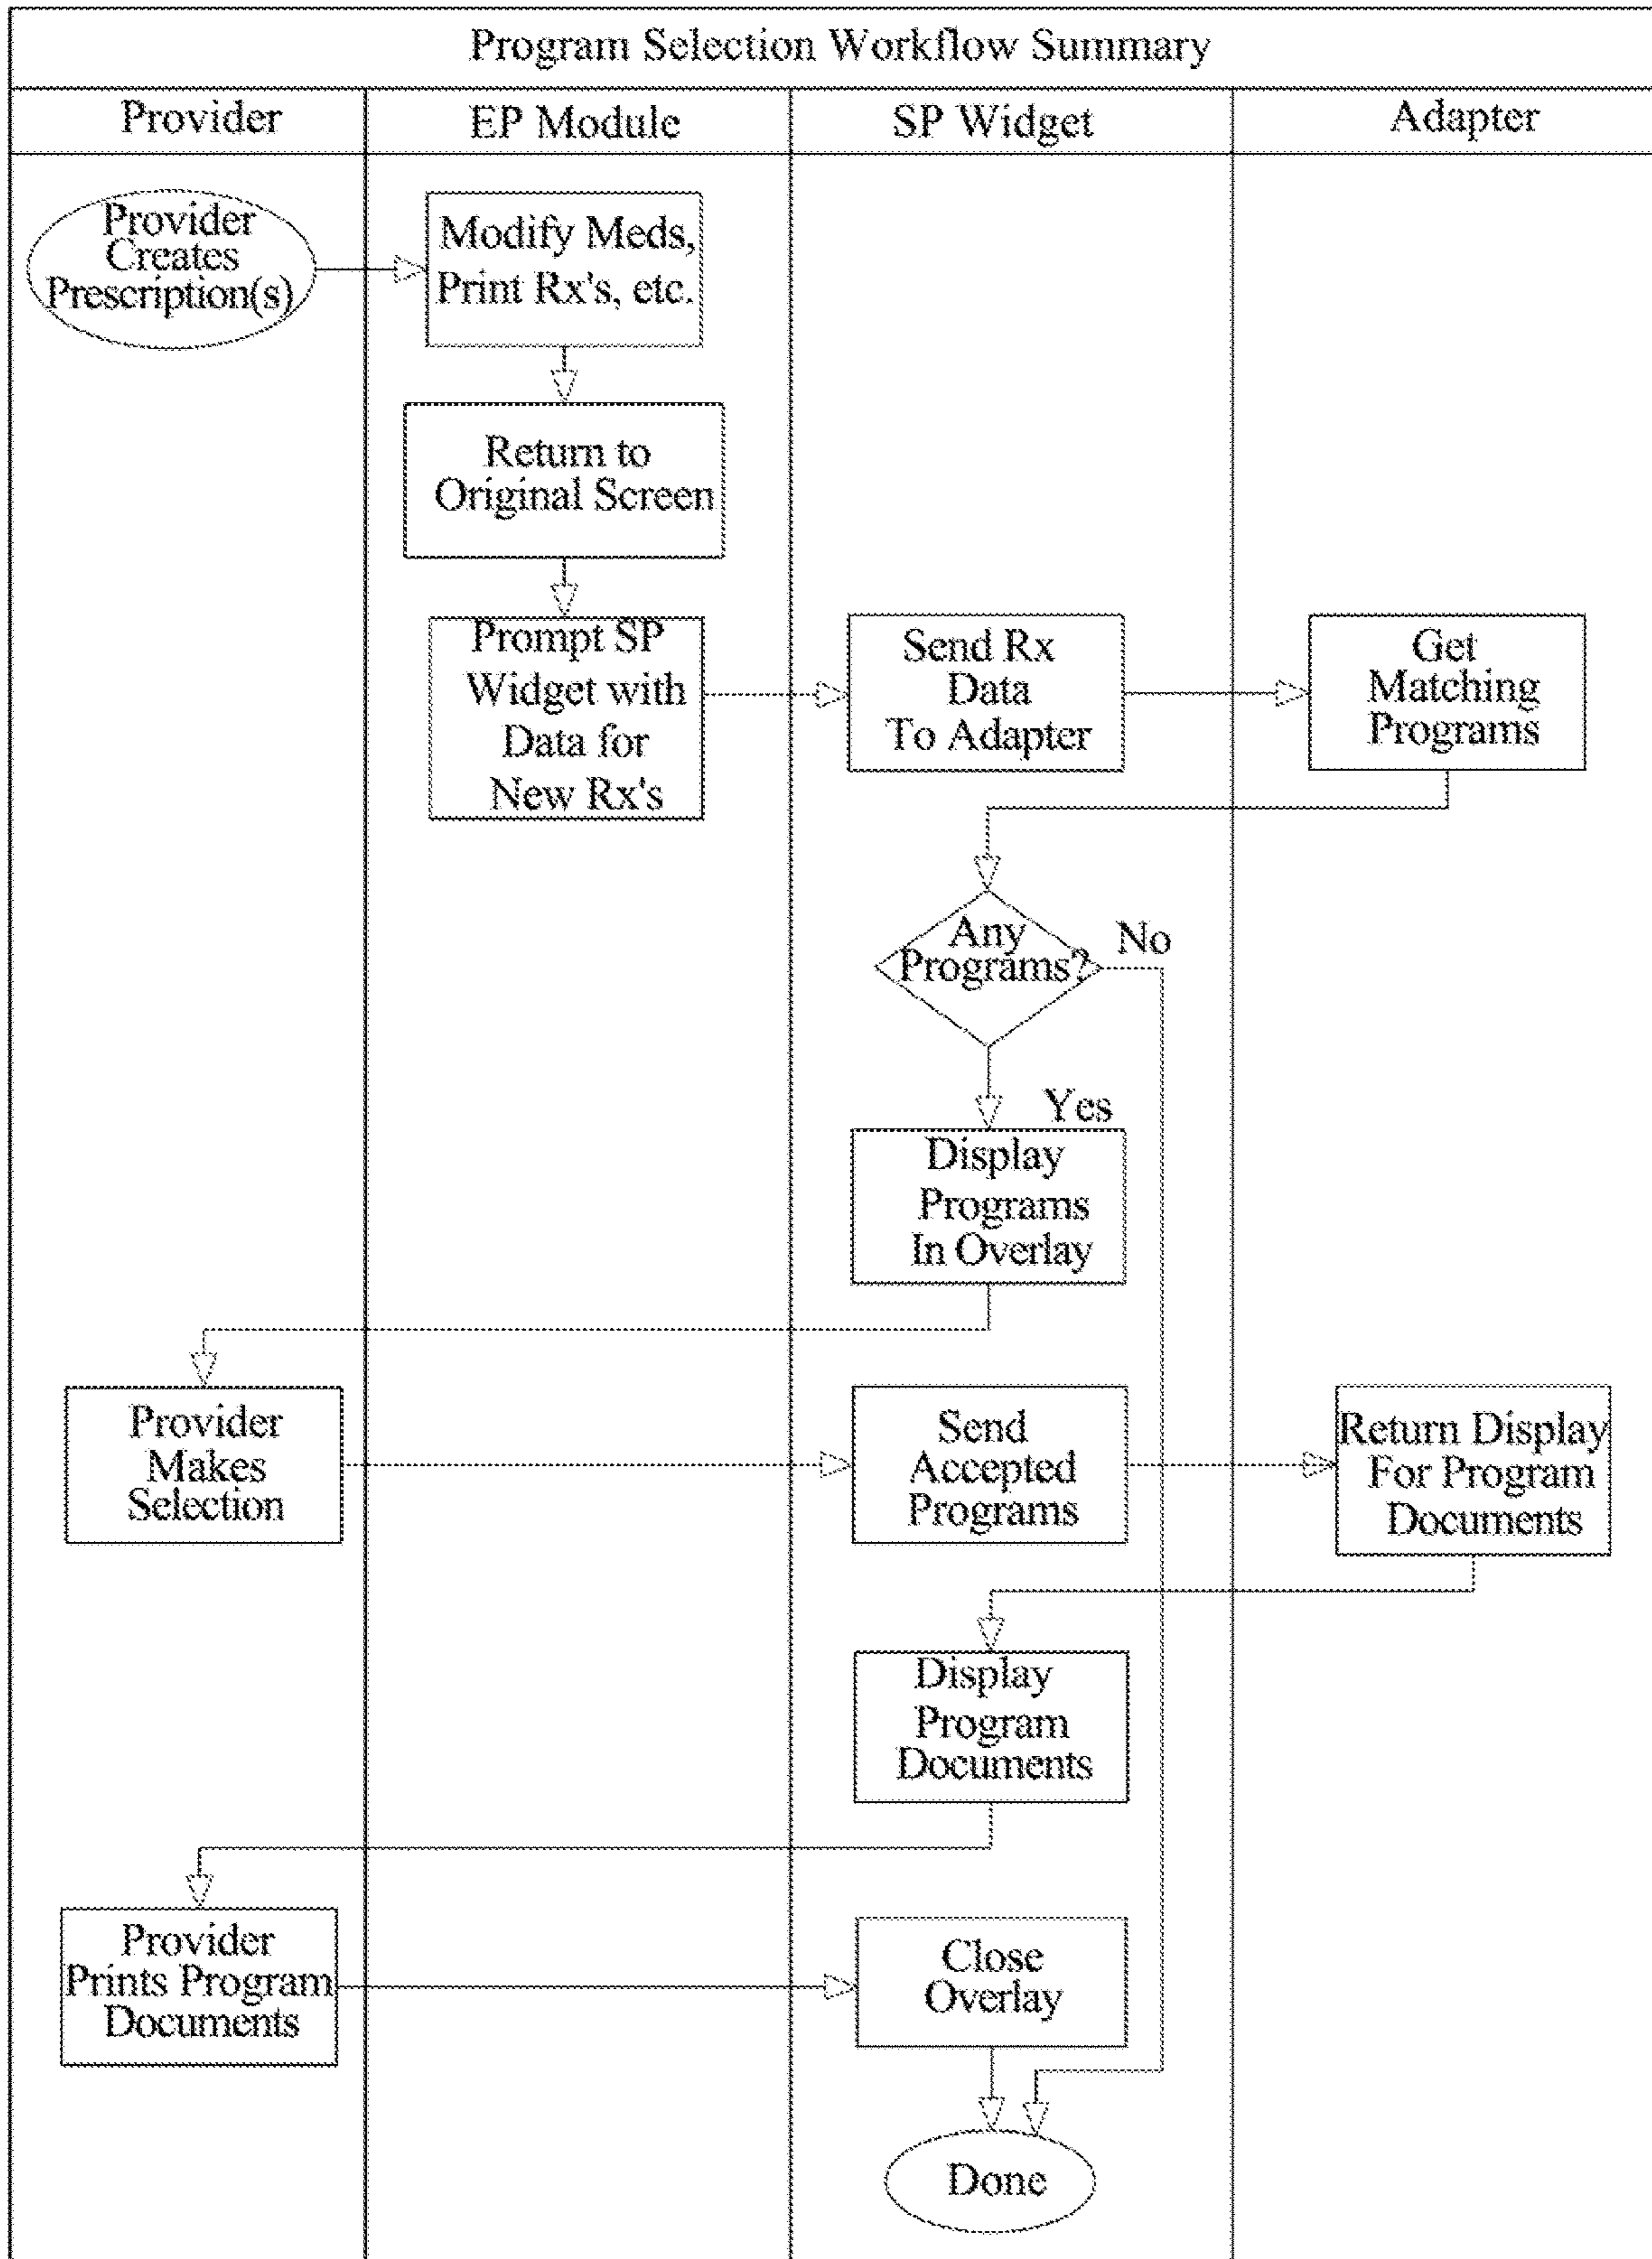 Program Selection Workflow Summary
Provider
EP Module
SP Widget
Adapter
Provider
Creates
Prescription(s)
Modify Meds,
Print Rx's, etc.
Return to
Original Screen
Prompt SP
Widget with
Data for
New Rx's
Send Rx
Data
To Adapter
Get
Matching
Programs
Any
Programs?
No
Yes
Display
Programs
In Overlay
Provider
Makes
Selection
Send
Accepted
Programs
Return Display
For Program
Documents
Display
Program
Documents
Provider
Prints Program
Documents
Close
Overlay
Done